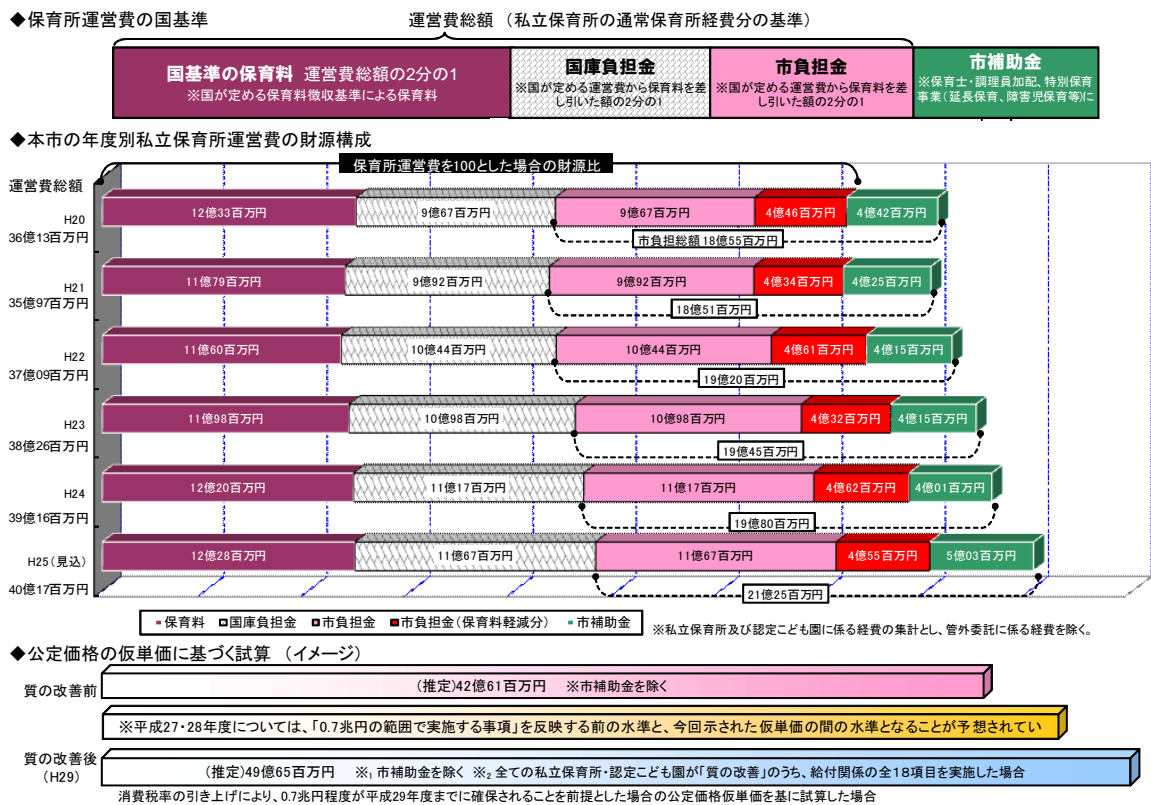 ◆保育所運営費の国基準
運営費総額 （私立保育所の通常保育所経費分の基準）
国基準の保育料 運営費総額の2分の1
※国が定める保育料徴収基準による保育料
国庫負担金
※国が定める運営費から保育料を差し引いた額の2分の1
市負担金
※国が定める運営費から保育料を差し引いた額の2分の1
市補助金
※保育士・調理員加配、特別保育事業（延長保育、障害児保育等）に
◆本市の年度別私立保育所運営費の財源構成
保育所運営費を100とした場合の財源比
運営費総額
H20
36億13百万円
12億33百万円
9億67百万円
9億67百万円
4億46百万円
4億42百万円
市負担総額 18億55百万円
H21
35億97百万円
11億79百万円
9億92百万円
9億92百万円
4億34百万円
4億25百万円
18億51百万円
H22
37億09百万円
11億60百万円
10億44百万円
10億44百万円
4億61百万円
4億15百万円
19億20百万円
H23
38億26百万円
11億98百万円
10億98百万円
10億98百万円
4億32百万円
4億15百万円
19億45百万円
H24
39億16百万円
12億20百万円
11億17百万円
11億17百万円
4億62百万円
4億01百万円
19億80百万円
H25（見込）
40億17百万円
12億28百万円
11億67百万円
11億67百万円
4億55百万円
5億03百万円
21億25百万円
保育料 国庫負担金 市負担金 市負担金（保育料軽減分） 市補助金
※私立保育所及び認定こども園に係る経費の集計とし、管外委託に係る経費を除く。
◆公定価格の仮単価に基づく試算 （イメージ）
質の改善前
（推定）42億61百万円 ※市補助金を除く
※平成27・28年度については、「0.7兆円の範囲で実施する事項」を反映する前の水準と、今回示された仮単価の間の水準となることが予想されてい
質の改善後
（H29）
（推定）49億65百万円 ※1 市補助金を除く ※2 全ての私立保育所・認定こども園が「質の改善」のうち、給付関係の全18項目を実施した場合
消費税率の引き上げにより、0.7兆円程度が平成29年度までに確保されることを前提とした場合の公定価格仮単価を基に試算した場合